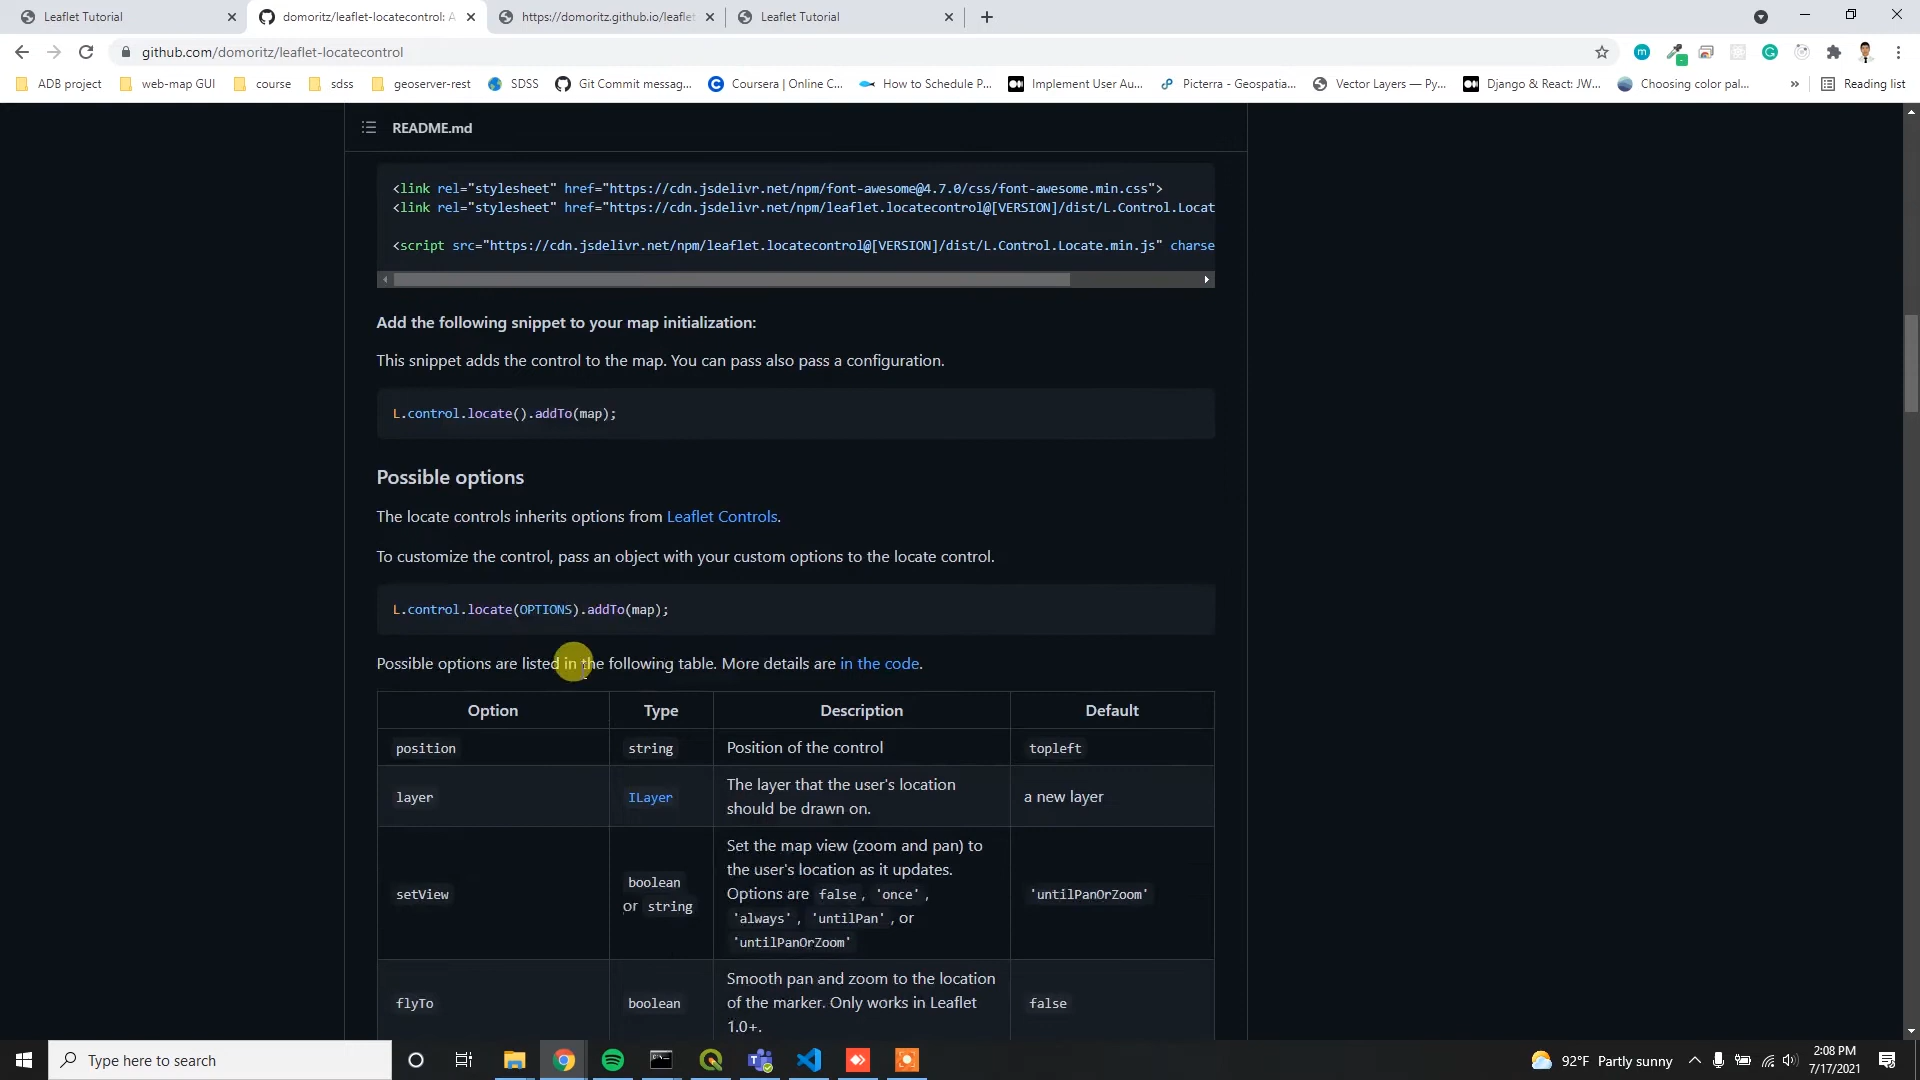 Leaflet Tutorial
domoritz/leaflet-locatecontrol: A
https://domoritz.github.io/leaflet
Leaflet Tutorial
github.com/domoritz/leaflet-locatecontrol
ADB project
web-map GUI
course
sdss
geoserver-rest
SDSS
Git Commit messag...
Coursera | Online C...
How to Schedule P...
Implement User Au...
Picterra - Geospatia...
Vector Layers — Py...
Django & React: JW...
Choosing color pal...
»
Reading list
README.md
<link rel="stylesheet" href="https://cdn.jsdelivr.net/npm/font-awesome@4.7.0/css/font-awesome.min.css">
<link rel="stylesheet" href="https://cdn.jsdelivr.net/npm/leaflet.locatecontrol@[VERSION]/dist/L.Control.Locat
<script src="https://cdn.jsdelivr.net/npm/leaflet.locatecontrol@[VERSION]/dist/L.Control.Locate.min.js" charse
Add the following snippet to your map initialization:
This snippet adds the control to the map. You can pass also pass a configuration.
L.control.locate().addTo(map);
Possible options
The locate controls inherits options from Leaflet Controls.
To customize the control, pass an object with your custom options to the locate control.
L.control.locate(OPTIONS).addTo(map);
Possible options are listed in the following table. More details are in the code.
Option Type Description Default
position string Position of the control topleft
layer ILayer The layer that the user's location
should be drawn on. a new layer
setView boolean
or string Set the map view (zoom and pan) to
the user's location as it updates.
Options are false, 'once',
'always', 'untilPan', or
'untilPanOrZoom' 'untilPanOrZoom'
flyTo boolean Smooth pan and zoom to the location
of the marker. Only works in Leaflet
1.0+. false
Type here to search
92°F Partly sunny
2:08 PM
7/17/2021